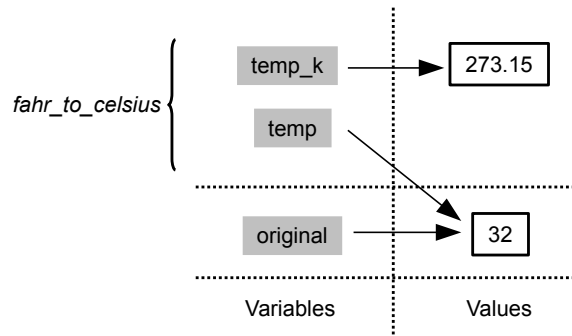 temp_k
273.15
fahr_to_celsius
temp
original
32
Variables
Values